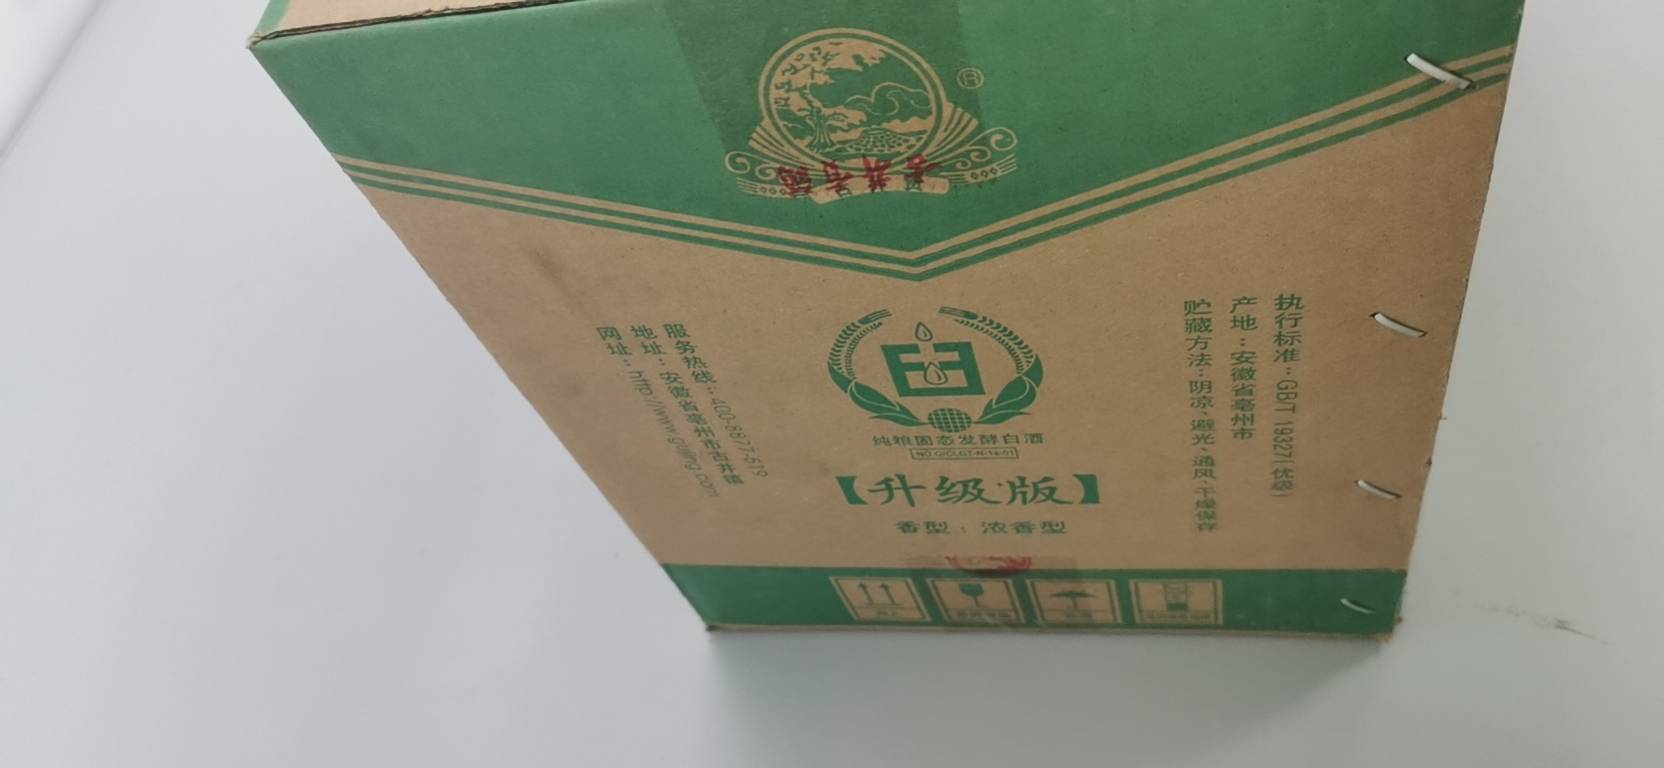 ®
执行标准：GB/T 19327(优级)
产地：安徽省亳州市
贮藏方法：阴凉、避光、通风、干燥保存
纯粮固态发酵白酒
【升级版】
香型：浓香型
服务热线：400-8877-519
地址：安徽省亳州市古井镇
网址：http://www.gujing.com